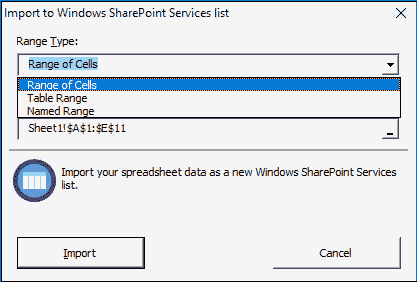 Import to Windows SharePoint Services list
Range Type:
Range of Cells
Range of Cells
Table Range
Named Range
Sheet1!$A$1:$E$11
Import your spreadsheet data as a new Windows SharePoint Services
list.
Import
Cancel